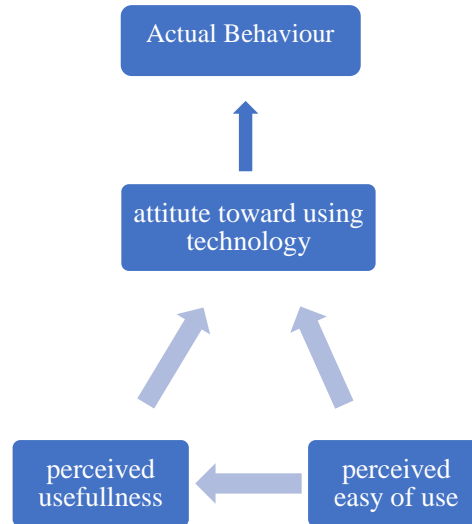 Actual Behaviour
attitute toward using
technology
perceived
usefullness
perceived
easy of use